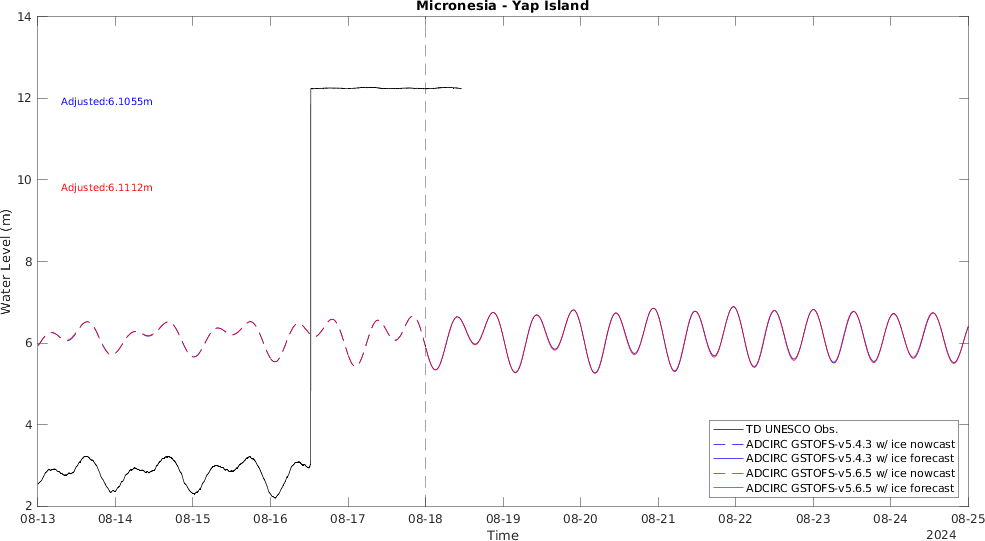 Micronesia - Yap Island
14
12
10
8
6
4
2
Water Level (m)
Adjusted:6.1055m
Adjusted:6.1112m
TD UNESCO Obs.
ADCIRC GSTOFS-v5.4.3 w/ ice nowcast
ADCIRC GSTOFS-v5.4.3 w/ ice forecast
ADCIRC GSTOFS-v5.6.5 w/ ice nowcast
ADCIRC GSTOFS-v5.6.5 w/ ice forecast
08-13 08-14 08-15 08-16 08-17 08-18 08-19 08-20 08-21 08-22 08-23 08-24 08-25
Time
2024